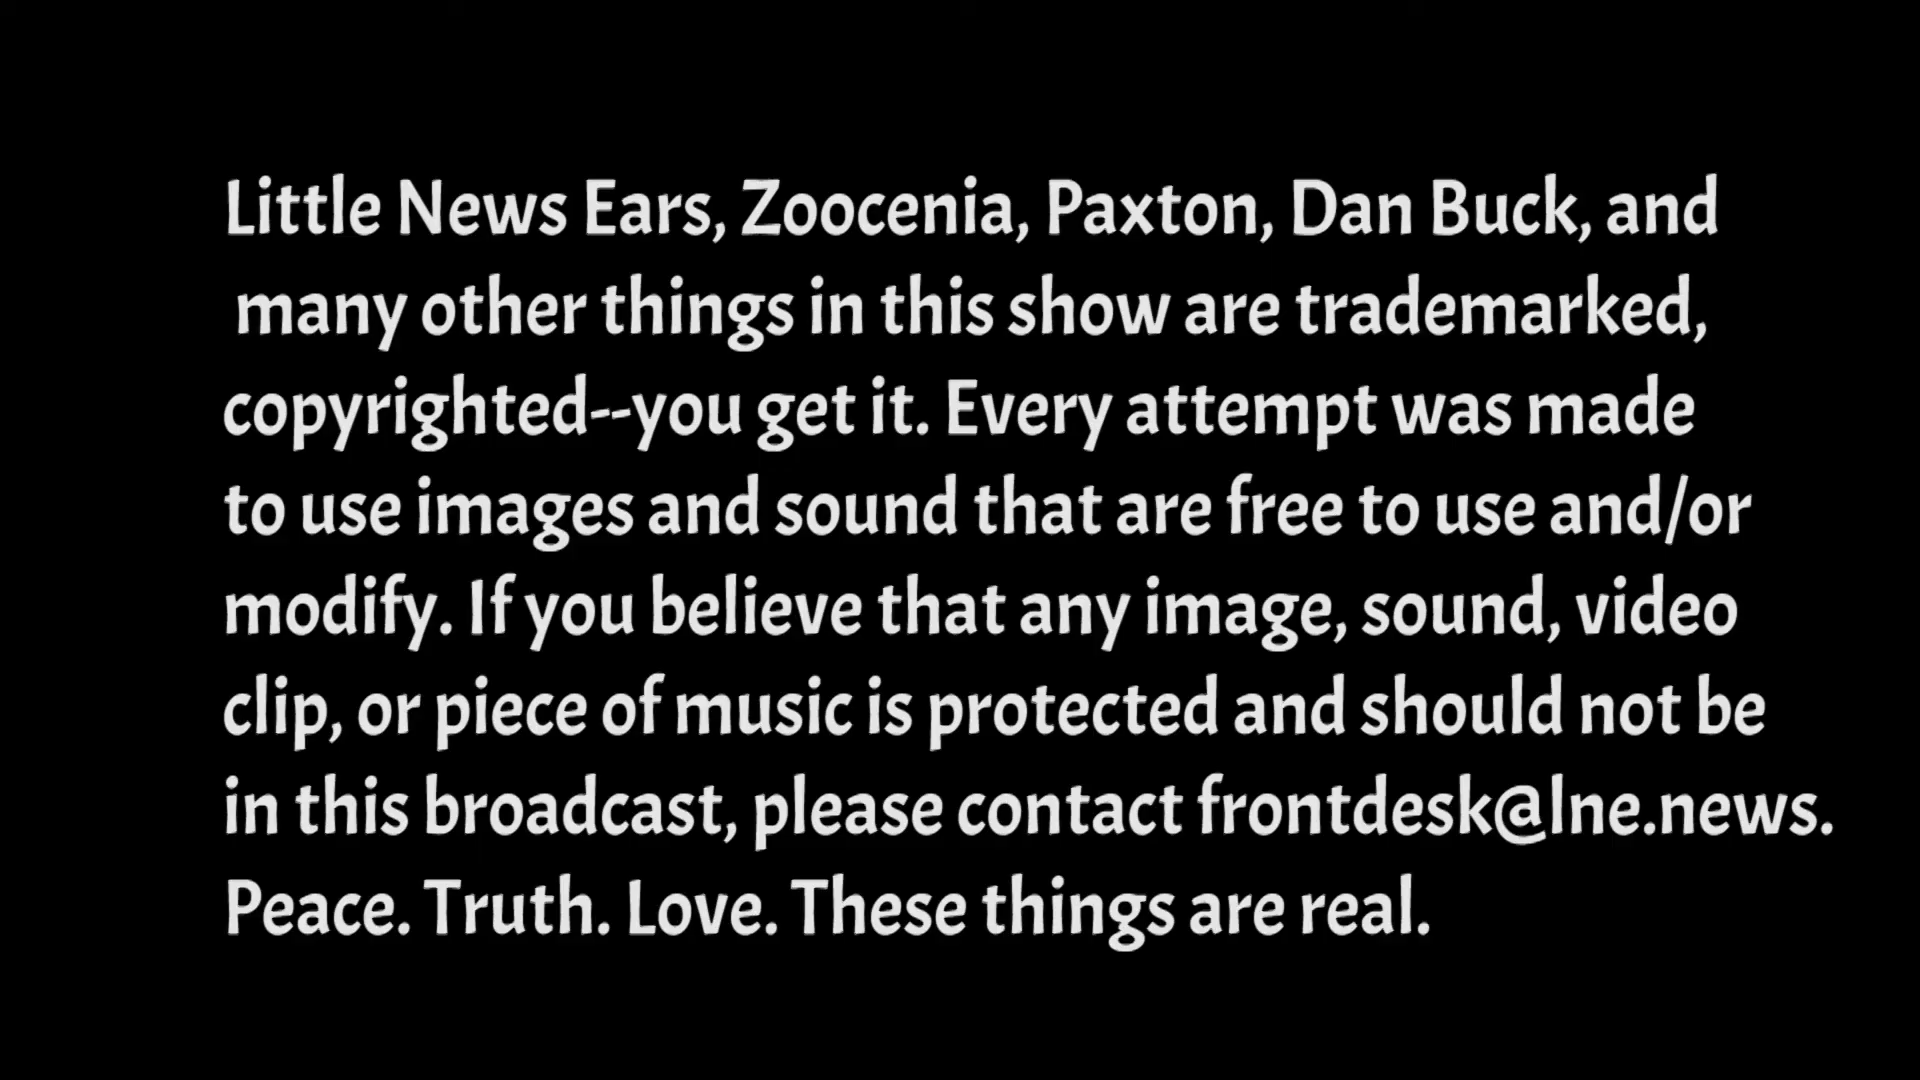 Little News Ears, Zoocenia, Paxton, Dan Buck, and
many other things in this show are trademarked,
copyrighted--you get it. Every attempt was made
to use images and sound that are free to use and/or
modify. If you believe that any image, sound, video
clip, or piece of music is protected and should not be
in this broadcast, please contact frontdesk@lne.news.
Peace. Truth. Love. These things are real.